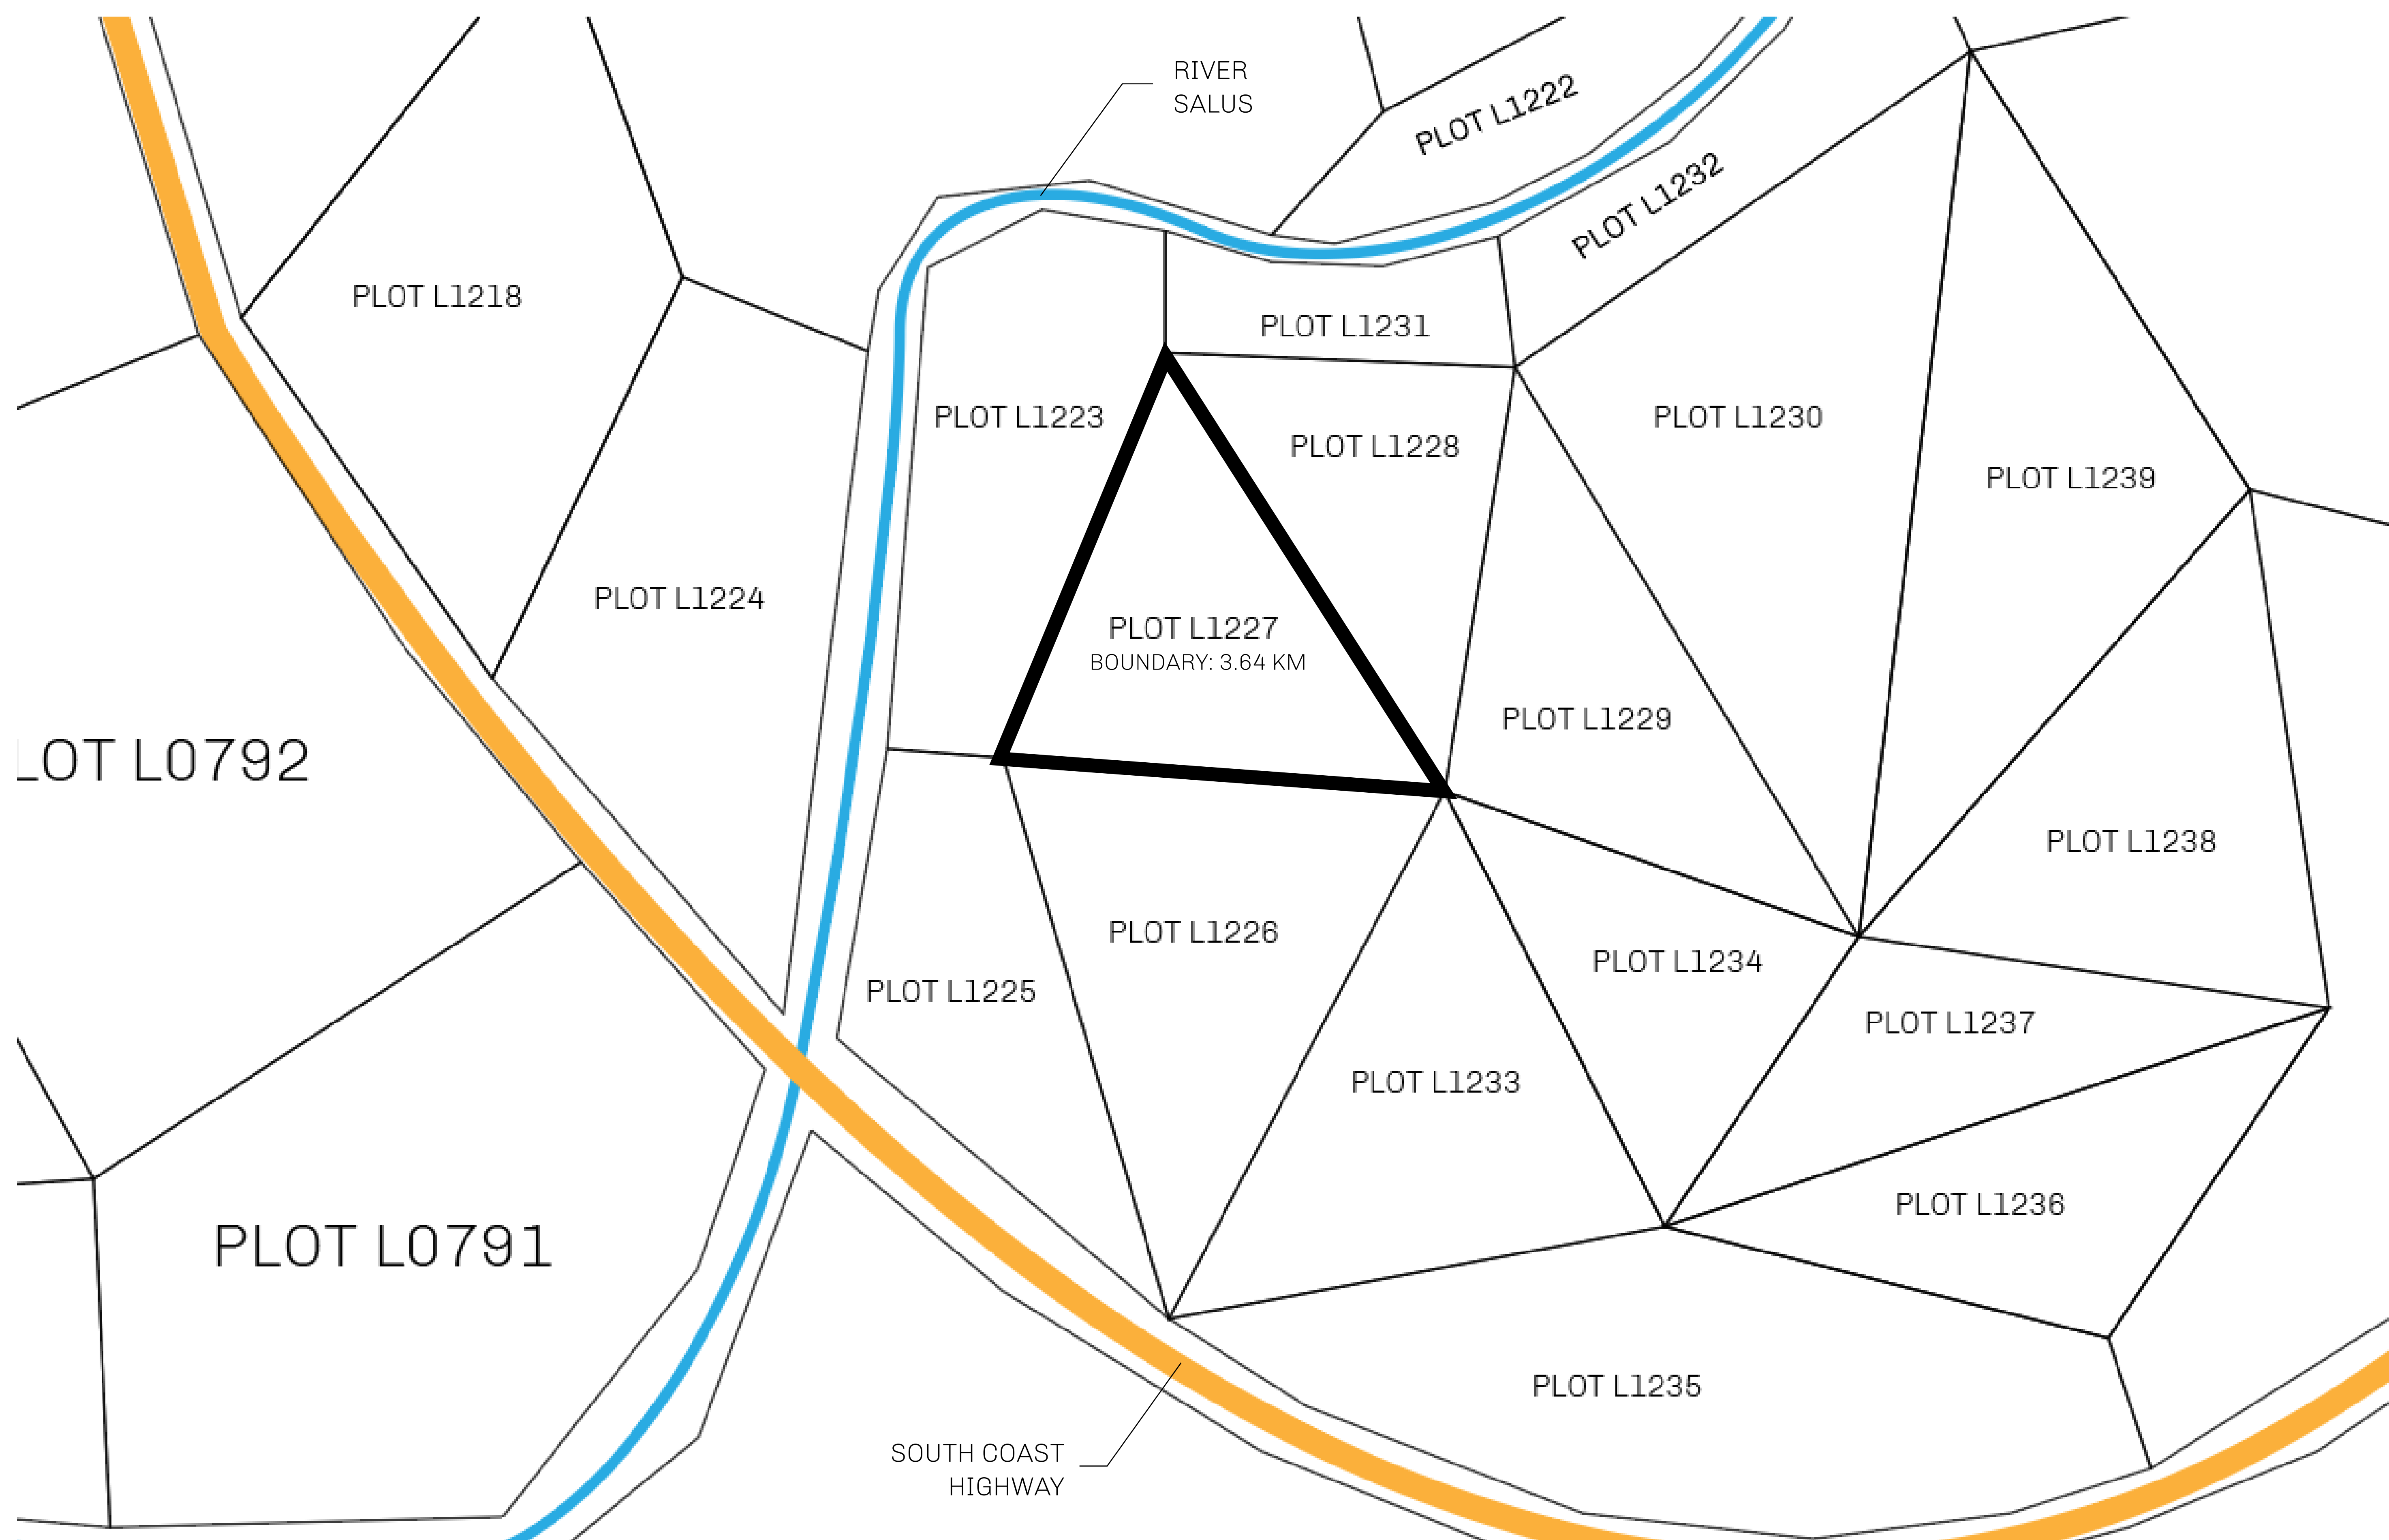 RIVER
SALUS
PLOT L1222
PLOT L1232
PLOT L1218
PLOT L1231
PLOT L1223
PLOT L1228
PLOT L1230
PLOT L1239
PLOT L1224
PLOT L1227
BOUNDARY: 3.64 KM
PLOT L1229
LOT L0792
PLOT L1238
PLOT L1226
PLOT L1234
PLOT L1225
PLOT L1237
PLOT L1233
PLOT L1236
PLOT L0791
PLOT L1235
SOUTH COAST
HIGHWAY